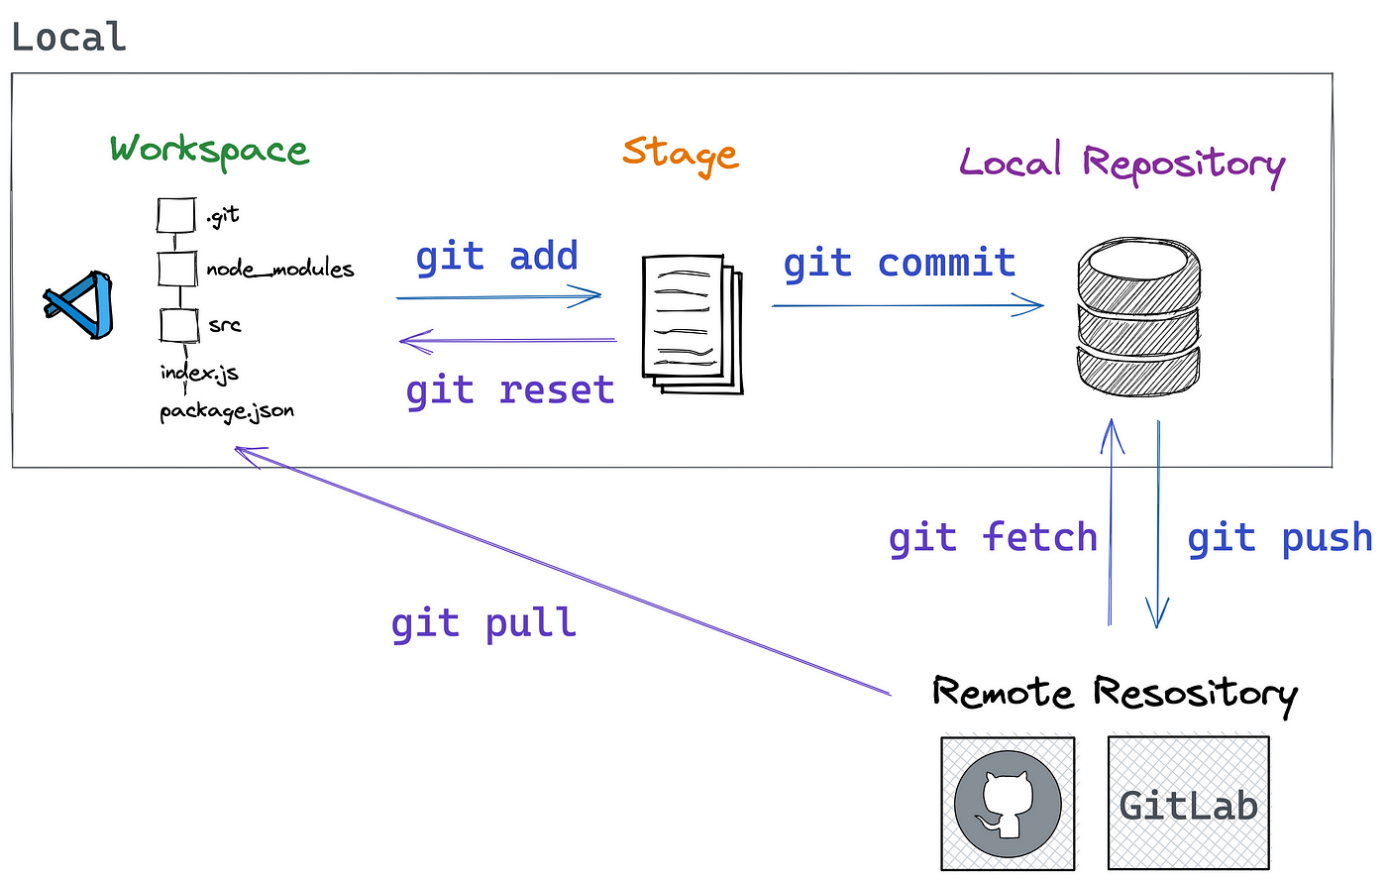 Local
Workspace
Stage
Local Repository
.git
node_modules
src
index.js
package.json
git add
git reset
git commit
git fetch
git push
git pull
Remote Resository
GitLab